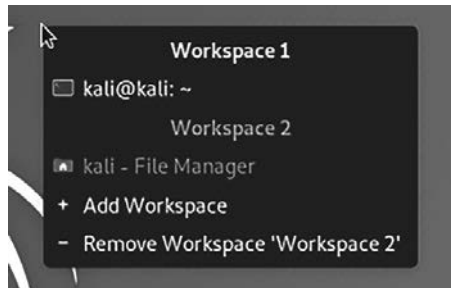 Workspace 1
kali@kali: ~
Workspace 2
kali - File Manager
+ Add Workspace
- Remove Workspace 'Workspace 2'